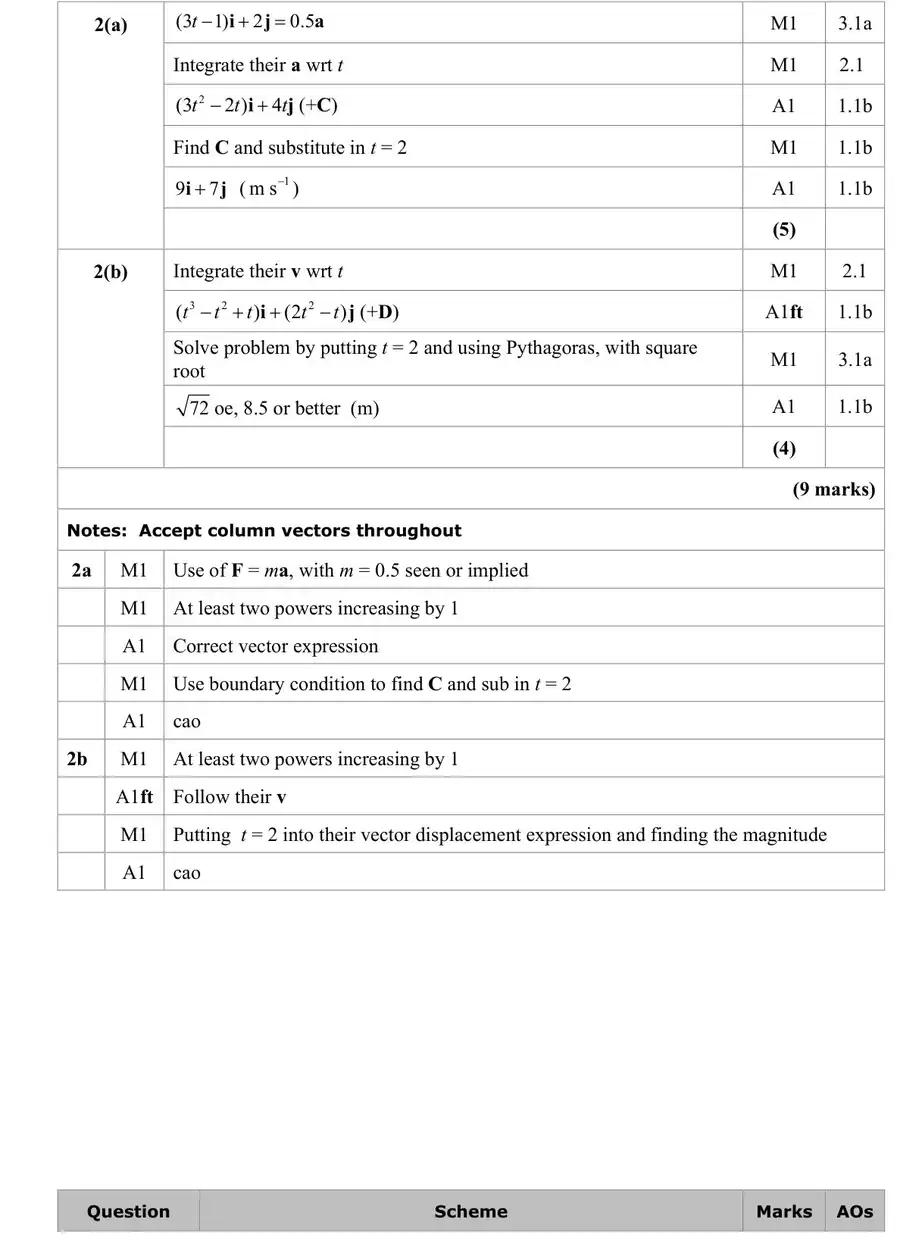 2(a) (3t − 1)i + 2j = 0.5a M1 3.1a
Integrate their a wrt t M1 2.1
(3t² − 2t)i + 4tj (+C) A1 1.1b
Find C and substitute in t = 2 M1 1.1b
9i + 7j (m s⁻¹) A1 1.1b
(5)
2(b) Integrate their v wrt t M1 2.1
(t³ − t² + t)i + (2t² − t)j (+D) A1ft 1.1b
Solve problem by putting t = 2 and using Pythagoras, with square
root M1 3.1a
√72 oe, 8.5 or better (m) A1 1.1b
(4)
(9 marks)
Notes: Accept column vectors throughout
2a M1 Use of F = ma, with m = 0.5 seen or implied
M1 At least two powers increasing by 1
A1 Correct vector expression
M1 Use boundary condition to find C and sub in t = 2
A1 cao
2b M1 At least two powers increasing by 1
A1ft Follow their v
M1 Putting t = 2 into their vector displacement expression and finding the magnitude
A1 cao
Question Scheme Marks AOs